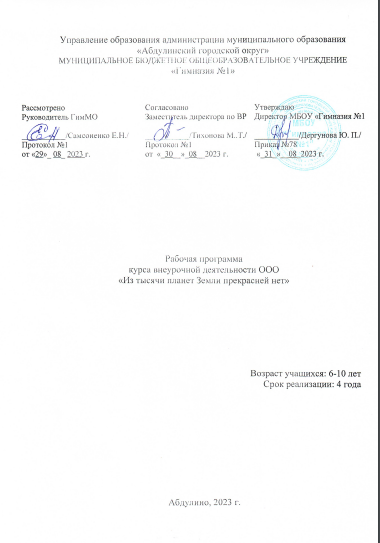 Управление образования администрации муниципального образования
«Абдулинский городской округ»
МУНИЦИПАЛЬНОЕ БЮДЖЕТНОЕ ОБЩЕОБРАЗОВАТЕЛЬНОЕ УЧРЕЖДЕНИЕ
«Гимназия №1»
Рассмотрено
Руководитель ГимМО
/Самсоненко Е.Н./
Протокол №1
от «29» 08 2023 г.
Согласовано
Заместитель директора по ВР
/Тиховова М..Т./
Протокол №1
от « 30 » 08 2023 г.
Утверждаю
Директор МБОУ «Гимназия №1
/Дергунова Ю. П./
Приказ №78
« 31 » 08 2023 г.
Рабочая программа
курса внеурочной деятельности ООО
«Из тысячи планет Земли прекрасней нет»
Возраст учащихся: 6-10 лет
Срок реализации: 4 года
Абдулино, 2023 г.